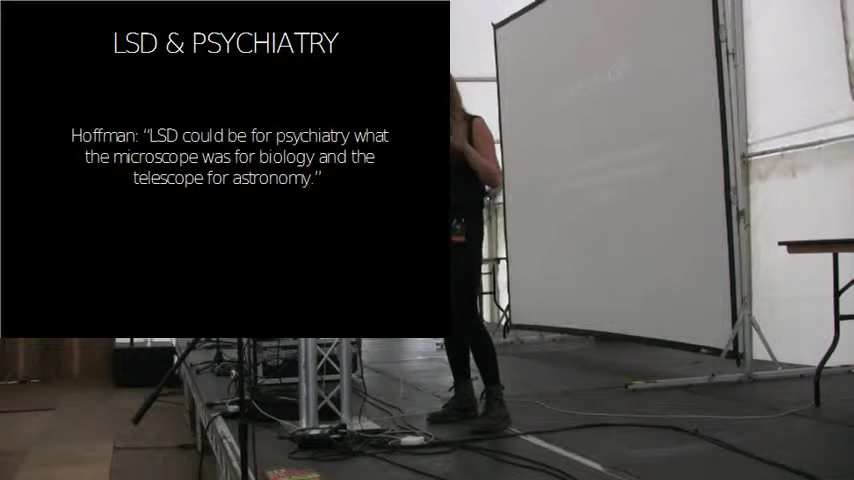 LSD & PSYCHIATRY
Hoffman: “LSD could be for psychiatry what
the microscope was for biology and the
telescope for astronomy.”